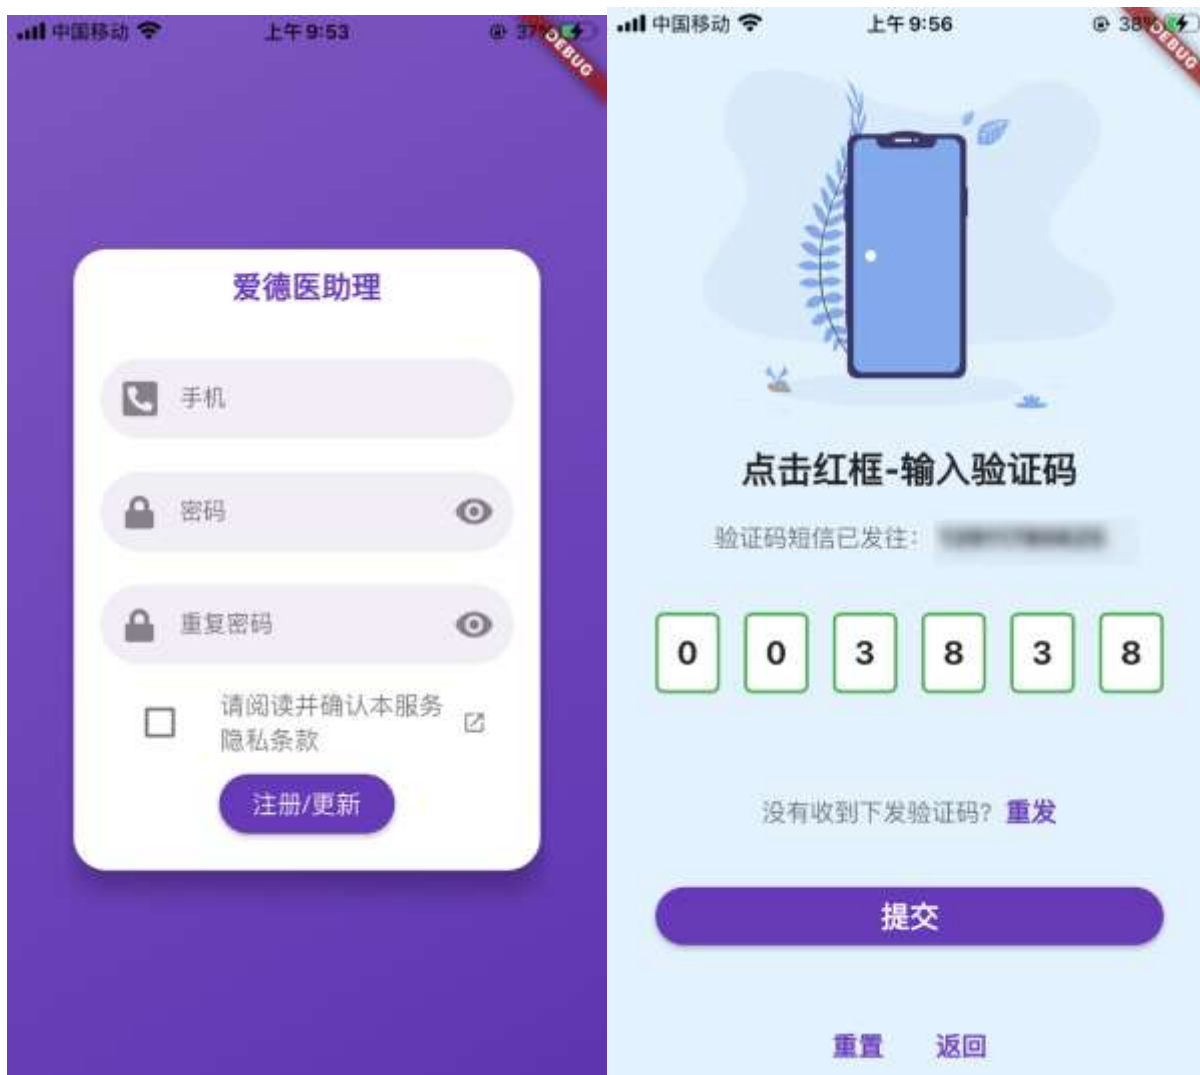 中国移动
上午 9:53
DEBUG
爱德医助理
手机
密码
重复密码
请阅读并确认本服务
隐私条款
注册/更新
中国移动
上午 9:56
DEBUG
点击红框-输入验证码
验证码短信已发往：
0 0 3 8 3 8
没有收到下发验证码? 重发
提交
重置 返回